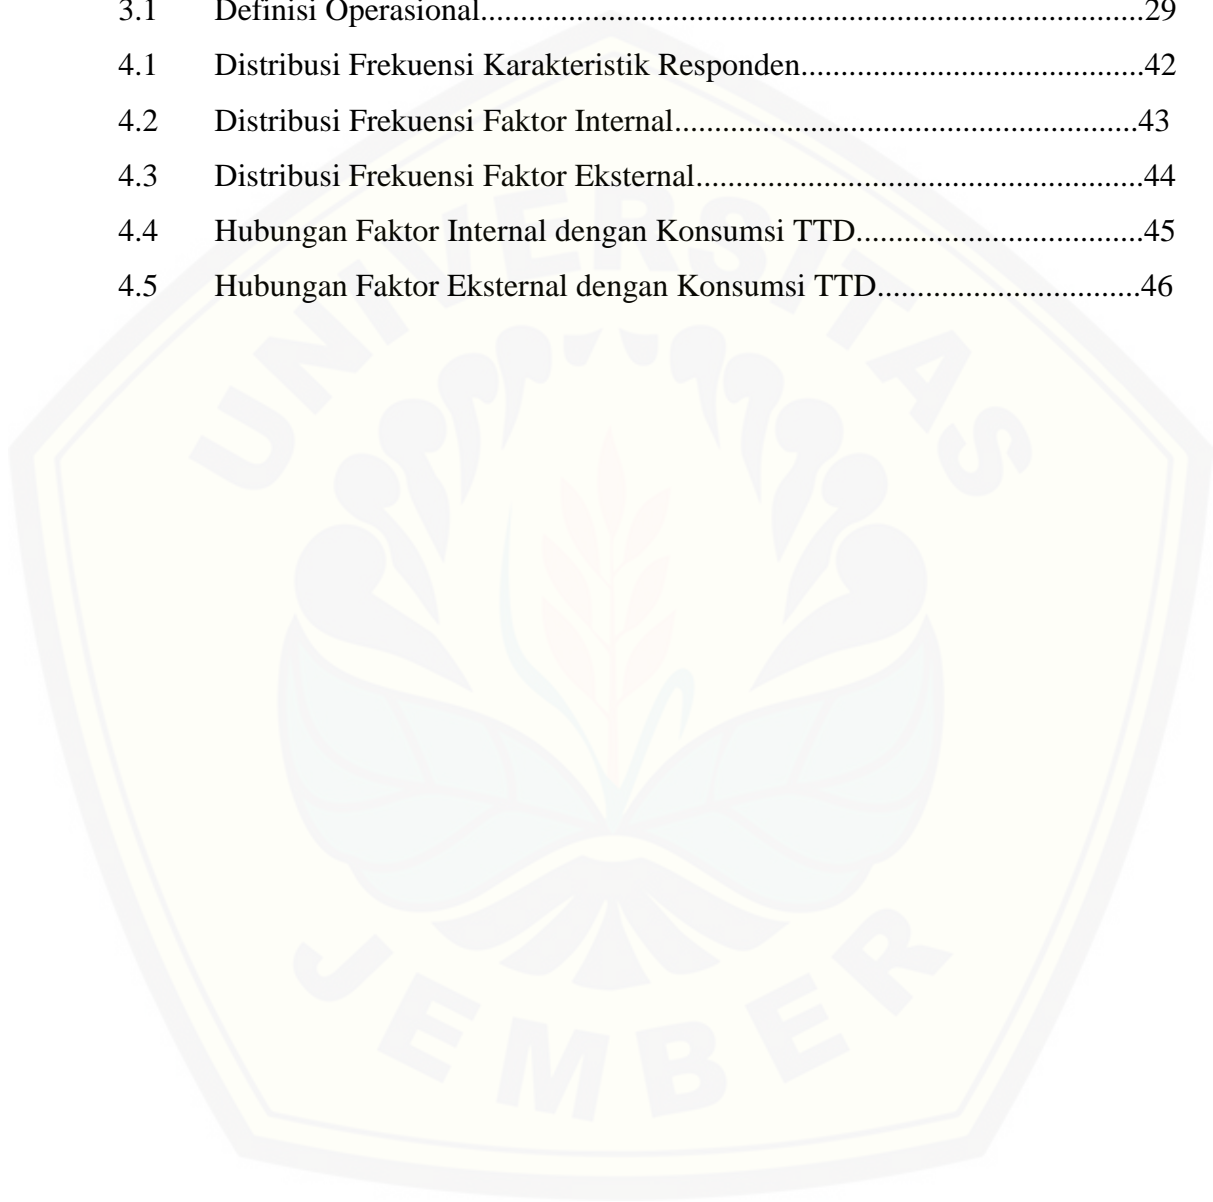 3.1 Definisi Operasional...................................................................................29
4.1 Distribusi Frekuensi Karakteristik Responden...........................................42
4.2 Distribusi Frekuensi Faktor Internal..........................................................43
4.3 Distribusi Frekuensi Faktor Eksternal........................................................44
4.4 Hubungan Faktor Internal dengan Konsumsi TTD....................................45
4.5 Hubungan Faktor Eksternal dengan Konsumsi TTD.................................46
UNIVERSITAS
JEMBER